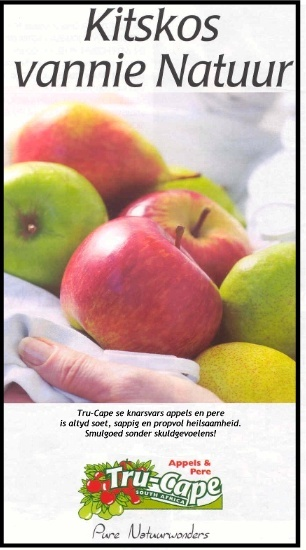 Kitskos
vannie Natuur
Tru-Cape se knarsvars appels en pere
is altyd soet, sappig en propvol heilsaamheid.
Smulgoed sonder skuldgevoelens!
Appels &
Pere
Tru-Cape
SOUTH AFRICA
Pure Natuurwonders